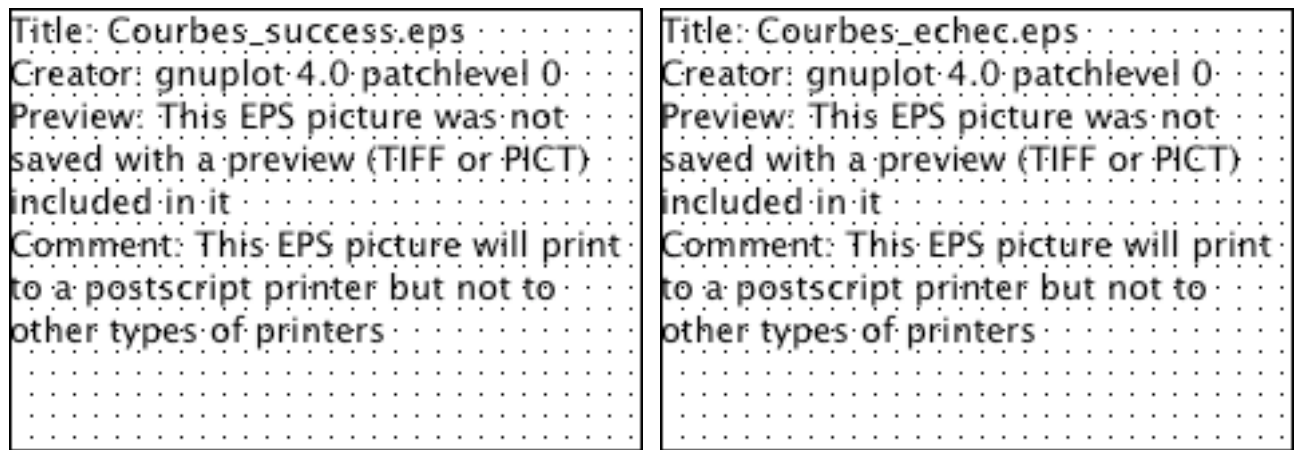 Title: Courbes_success.eps
Creator: gnuplot 4.0 patchlevel 0
Preview: This EPS picture was not
saved with a preview (TIFF or PICT)
included in it
Comment: This EPS picture will print
to a postscript printer but not to
other types of printers
Title: Courbes_echec.eps
Creator: gnuplot 4.0 patchlevel 0
Preview: This EPS picture was not
saved with a preview (TIFF or PICT)
included in it
Comment: This EPS picture will print
to a postscript printer but not to
other types of printers